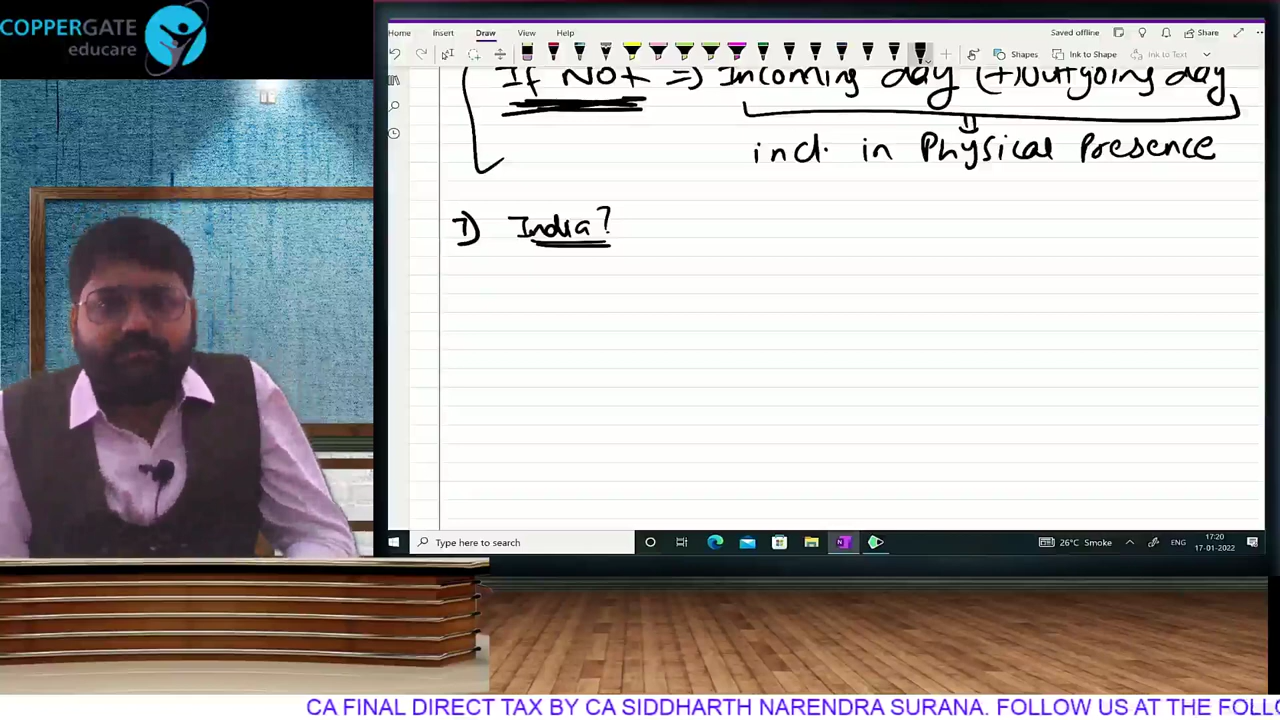 COPPERGATE
educare
Home Insert Draw View Help
Saved offline
Share
Shapes
Ink to Shape
Ink to Text
If NOt => Incoming day (+) Outgoing day
incl. in Physical Presence
7) India?
Type here to search
26°C Smoke
ENG
17:20
17-01-2022
CA FINAL DIRECT TAX BY CA SIDDHARTH NARENDRA SURANA. FOLLOW US AT THE FOLLO